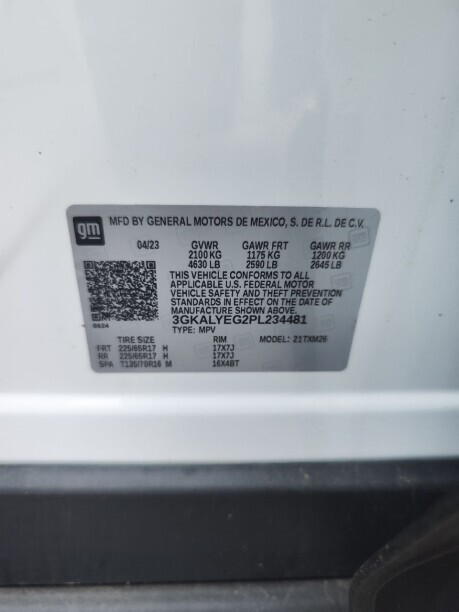 gm
MFD BY GENERAL MOTORS DE MEXICO, S. DE R.L. DE C.V.
04/23 GVWR GAWR FRT GAWR RR
2100 KG 1175 KG 1200 KG
4630 LB 2590 LB 2645 LB
THIS VEHICLE CONFORMS TO ALL
APPLICABLE U.S. FEDERAL MOTOR
VEHICLE SAFETY AND THEFT PREVENTION
STANDARDS IN EFFECT ON THE DATE OF
MANUFACTURE SHOWN ABOVE.
3GKALYEG2PL234481
0624 TYPE: MPV
TIRE SIZE RIM MODEL: 21TXM26
FRT 225/65R17 H 17X7J
RR 225/65R17 H 17X7J
SPA T135/70R16 M 16X4BT